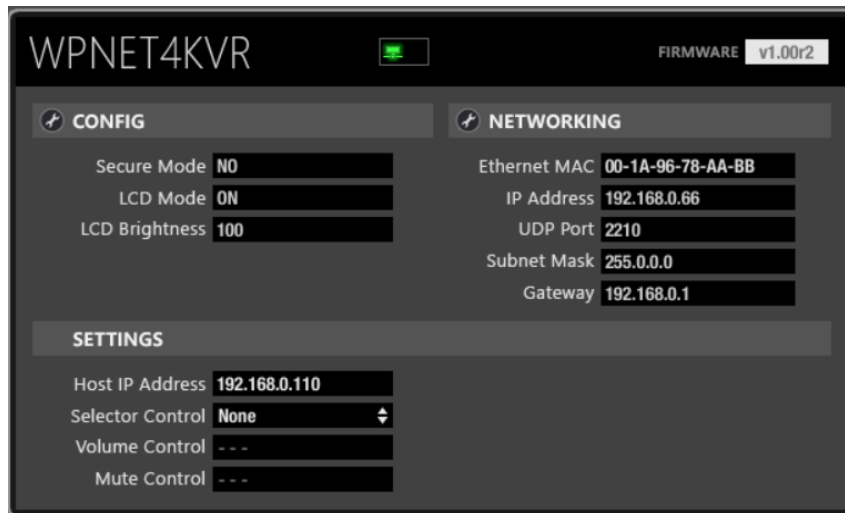 WPNET4KVR
FIRMWARE v1.00r2
CONFIG
Secure Mode NO
LCD Mode ON
LCD Brightness 100
NETWORKING
Ethernet MAC 00-1A-96-78-AA-BB
IP Address 192.168.0.66
UDP Port 2210
Subnet Mask 255.0.0.0
Gateway 192.168.0.1
SETTINGS
Host IP Address 192.168.0.110
Selector Control None
Volume Control - - -
Mute Control - - -